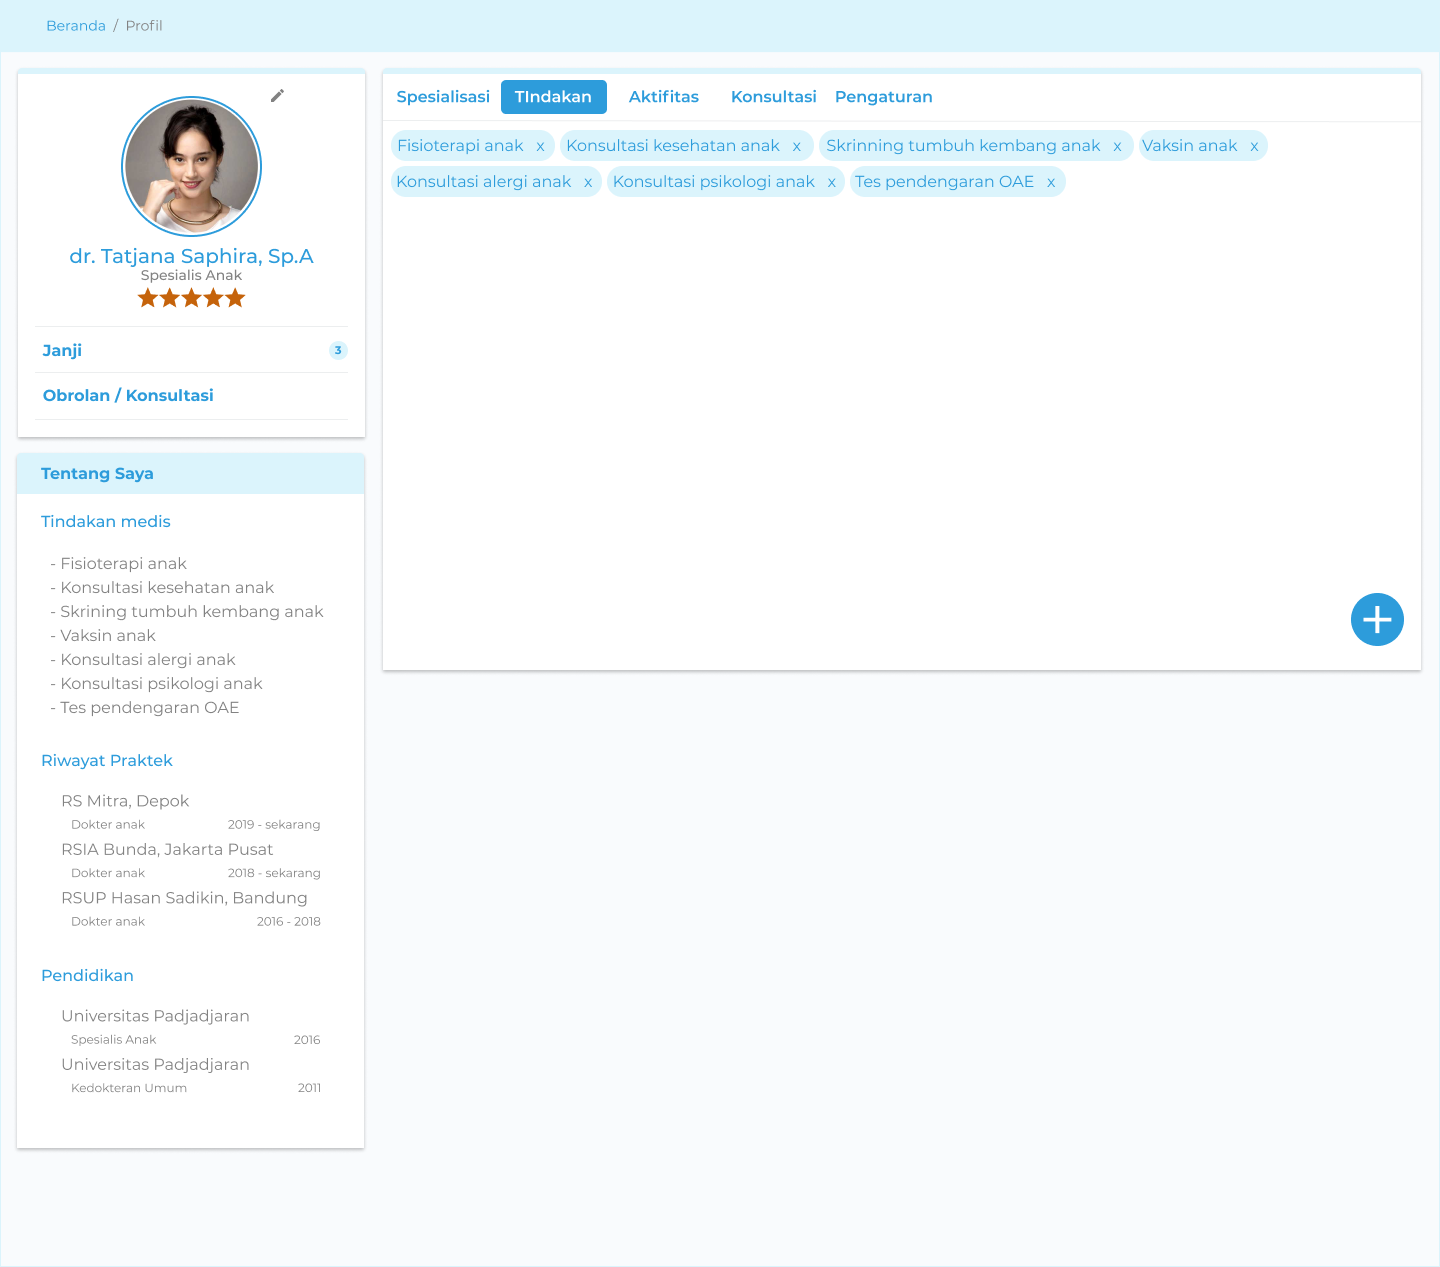 Beranda / Profil
dr. Tatjana Saphira, Sp.A
Spesialis Anak
Janji 3
Obrolan / Konsultasi
Tentang Saya
Tindakan medis
- Fisioterapi anak
- Konsultasi kesehatan anak
- Skrining tumbuh kembang anak
- Vaksin anak
- Konsultasi alergi anak
- Konsultasi psikologi anak
- Tes pendengaran OAE
Riwayat Praktek
RS Mitra, Depok
Dokter anak 2019 - sekarang
RSIA Bunda, Jakarta Pusat
Dokter anak 2018 - sekarang
RSUP Hasan Sadikin, Bandung
Dokter anak 2016 - 2018
Pendidikan
Universitas Padjadjaran
Spesialis Anak 2016
Universitas Padjadjaran
Kedokteran Umum 2011
Spesialisasi TIndakan Aktifitas Konsultasi Pengaturan
Fisioterapi anak x Konsultasi kesehatan anak x Skrinning tumbuh kembang anak x Vaksin anak x
Konsultasi alergi anak x Konsultasi psikologi anak x Tes pendengaran OAE x